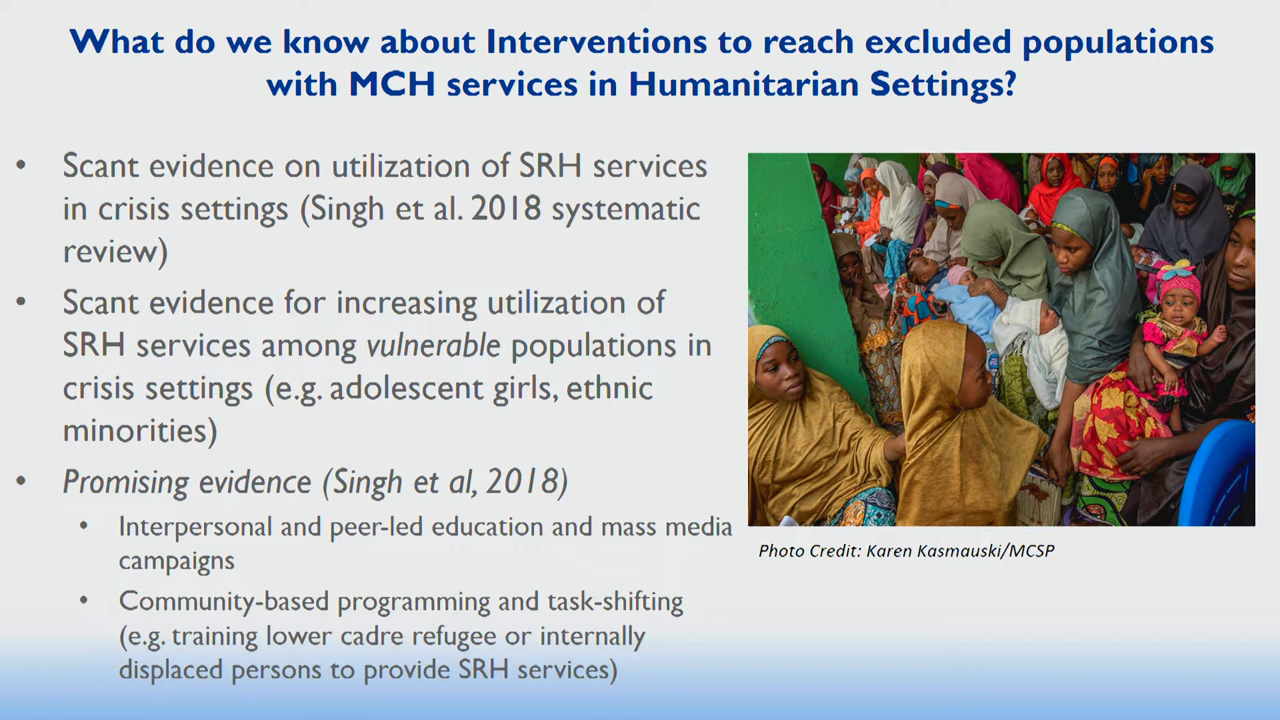 What do we know about Interventions to reach excluded populations
with MCH services in Humanitarian Settings?
• Scant evidence on utilization of SRH services
in crisis settings (Singh et al. 2018 systematic
review)
• Scant evidence for increasing utilization of
SRH services among vulnerable populations in
crisis settings (e.g. adolescent girls, ethnic
minorities)
• Promising evidence (Singh et al, 2018)
• Interpersonal and peer-led education and mass media
campaigns
• Community-based programming and task-shifting
(e.g. training lower cadre refugee or internally
displaced persons to provide SRH services)
Photo Credit: Karen Kasmauski/MCSP